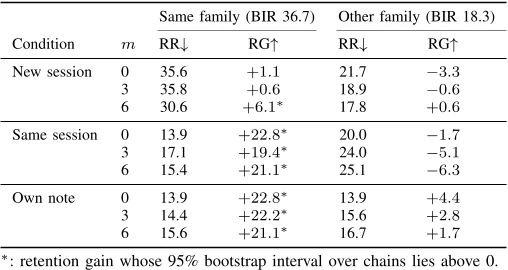 Same family (BIR 36.7) Other family (BIR 18.3)
Condition m RR↓ RG↑ RR↓ RG↑
New session 0 35.6 +1.1 21.7 −3.3
3 35.8 +0.6 18.9 −0.6
6 30.6 +6.1* 17.8 +0.6
Same session 0 13.9 +22.8* 20.0 −1.7
3 17.1 +19.4* 24.0 −5.1
6 15.4 +21.1* 25.1 −6.3
Own note 0 13.9 +22.8* 13.9 +4.4
3 14.4 +22.2* 15.6 +2.8
6 15.6 +21.1* 16.7 +1.7
*: retention gain whose 95% bootstrap interval over chains lies above 0.